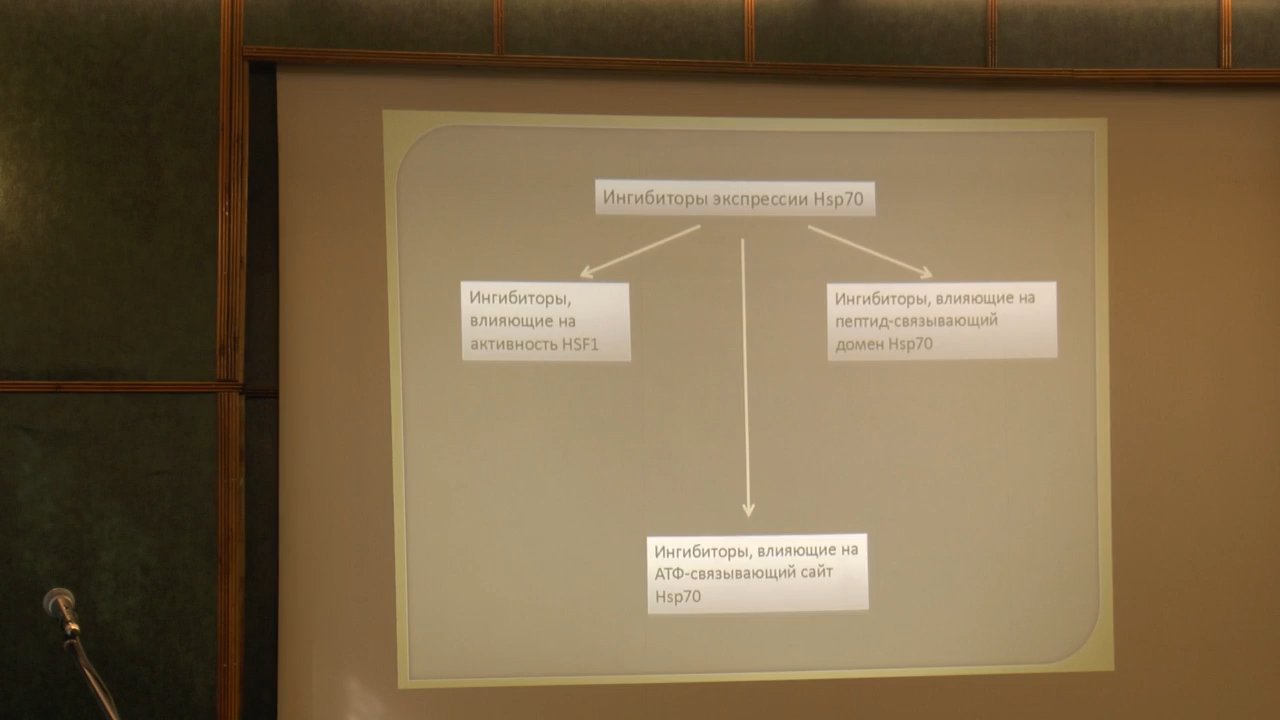 Ингибиторы экспрессии Hsp70
Ингибиторы,
влияющие на
активность HSF1
Ингибиторы, влияющие на
пептид-связывающий
домен Hsp70
Ингибиторы, влияющие на
АТФ-связывающий сайт
Hsp70